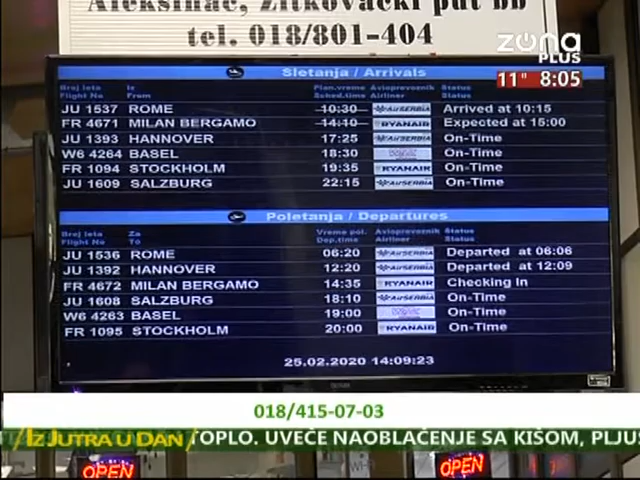 Aleksinac, Žitkovački put bb
tel. 018/801-404
zona
PLUS
11° 8:05
Sletanja / Arrivals
Broj leta Iz Plan.vreme Avioprevoznik Status
Flight No From Sched.time Airliner Status
JU 1537 ROME 10:30 AirSERBIA Arrived at 10:15
FR 4671 MILAN BERGAMO 14:10 RYANAIR Expected at 15:00
JU 1393 HANNOVER 17:25 AirSERBIA On-Time
W6 4264 BASEL 18:30 On-Time
FR 1094 STOCKHOLM 19:35 RYANAIR On-Time
JU 1609 SALZBURG 22:15 AirSERBIA On-Time
Poletanja / Departures
Broj leta Za Vreme pol. Avioprevoznik Status
Flight No To Dep.time Airliner Status
JU 1536 ROME 06:20 AirSERBIA Departed at 06:06
JU 1392 HANNOVER 12:20 AirSERBIA Departed at 12:09
FR 4672 MILAN BERGAMO 14:35 RYANAIR Checking In
JU 1608 SALZBURG 18:10 AirSERBIA On-Time
W6 4263 BASEL 19:00 On-Time
FR 1095 STOCKHOLM 20:00 RYANAIR On-Time
25.02.2020 14:09:23
018/415-07-03
IZJUTRA U DAN TOPLO. UVEČE NAOBLAČENJE SA KIŠOM, PLJUS
OPEN OPEN